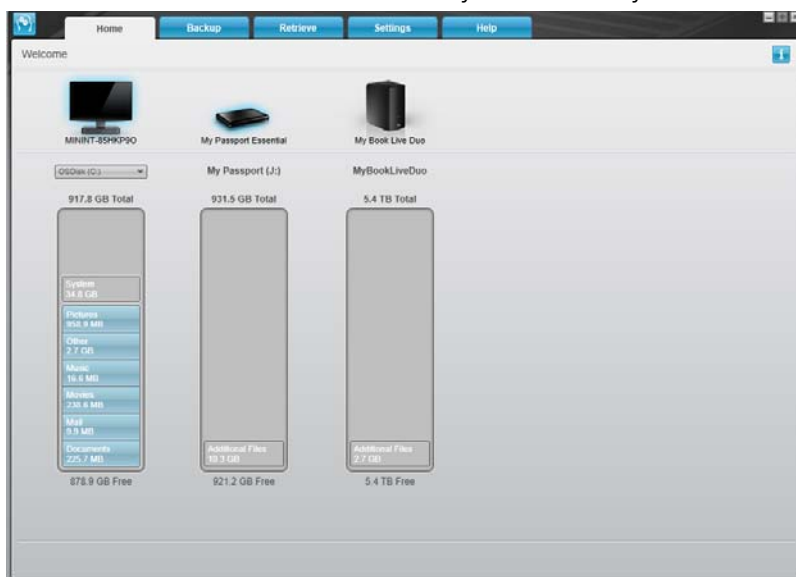 Home Backup Retrieve Settings Help
Welcome
MININT-85HKP9O My Passport Essential My Book Live Duo
OSDisk (C:) My Passport (J:) MyBookLiveDuo
917.8 GB Total 931.5 GB Total 5.4 TB Total
System
34.8 GB
Pictures
950.9 MB
Other
2.7 GB
Music
16.6 MB
Movies
230.6 MB
Mail
9.9 MB
Documents Additional Files Additional Files
225.7 MB 10.3 GB 2.7 GB
878.9 GB Free 921.2 GB Free 5.4 TB Free